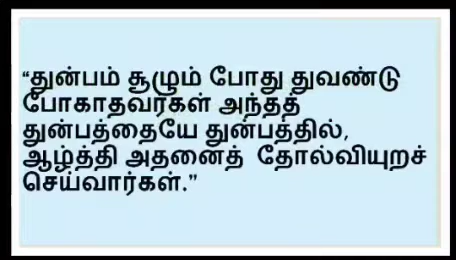 “துன்பம் சூழும் போது துவண்டு
போகாதவர்கள் அந்தத்
துன்பத்தையே துன்பத்தில்,
ஆழ்த்தி அதனைத் தோல்வியுறச்
செய்வார்கள்.”